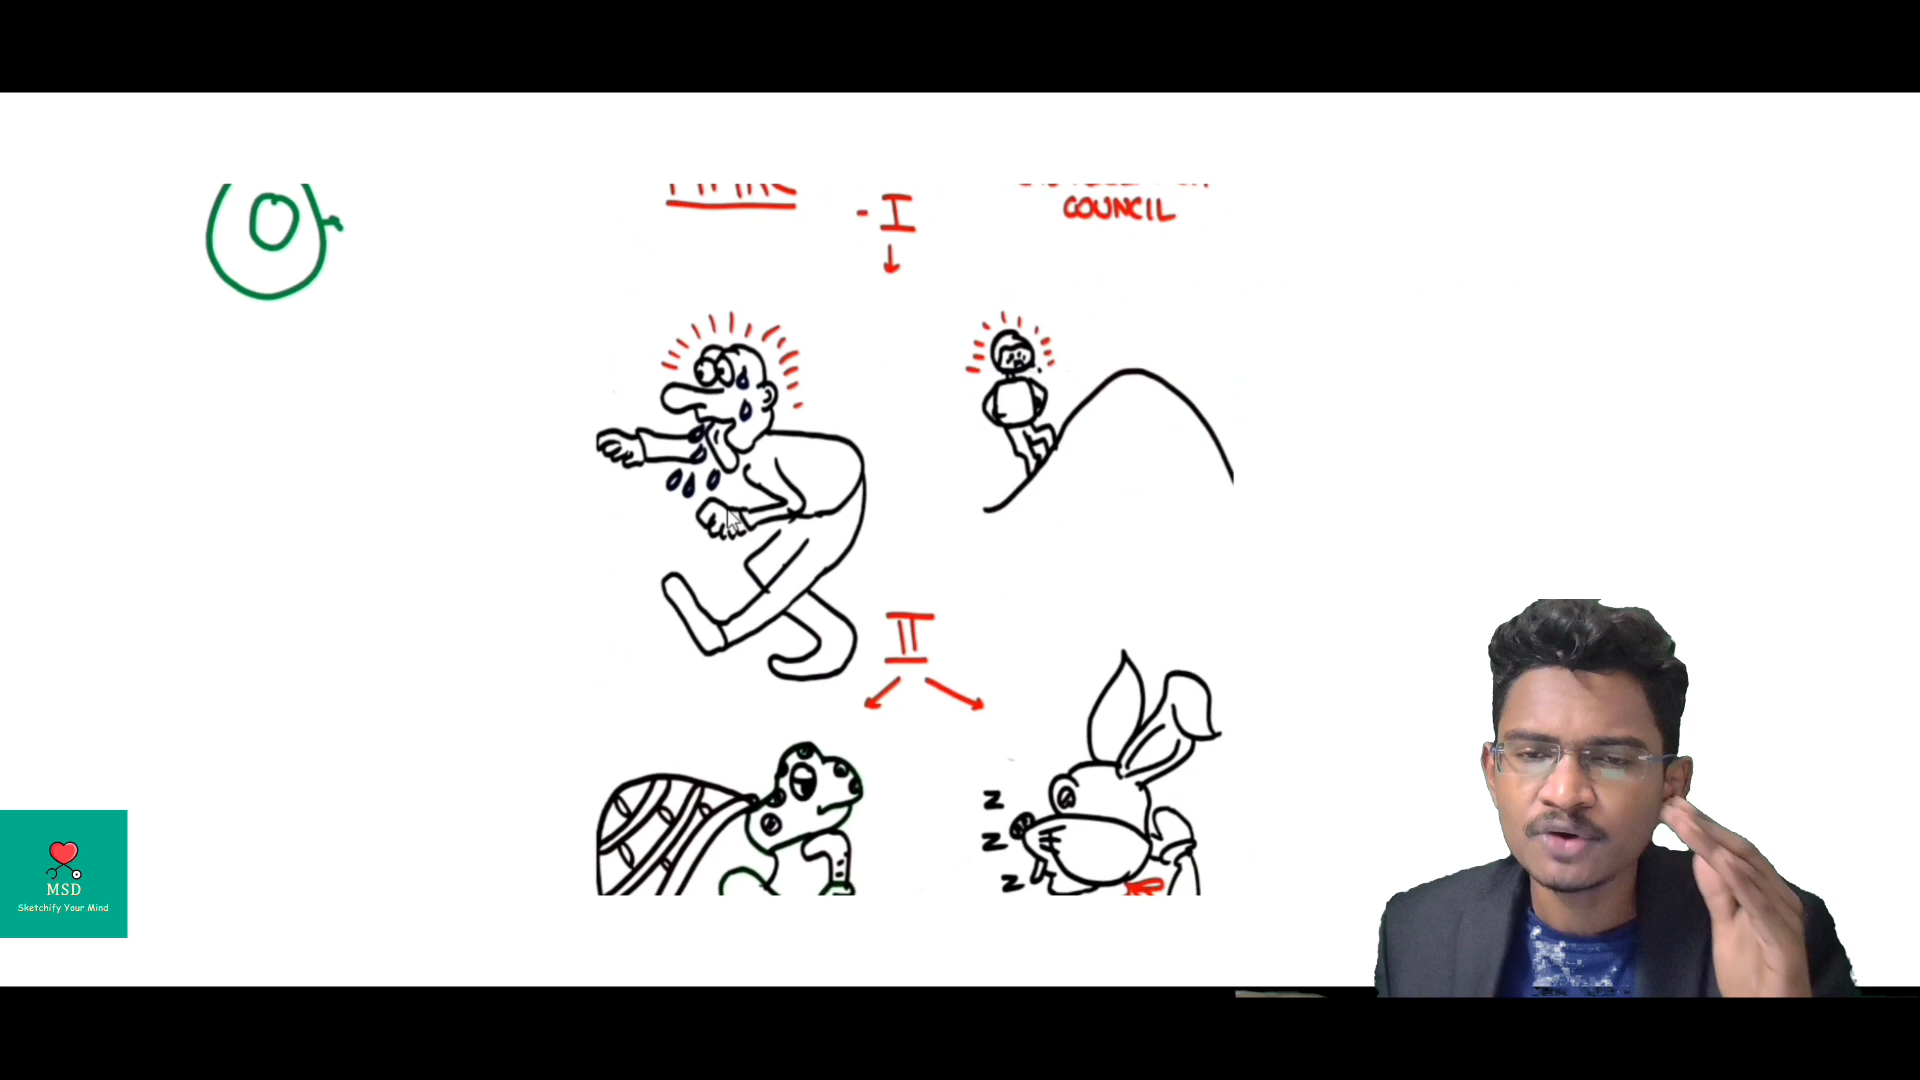 - I
COUNCIL
II
z
z
z
MSD
Sketchify Your Mind